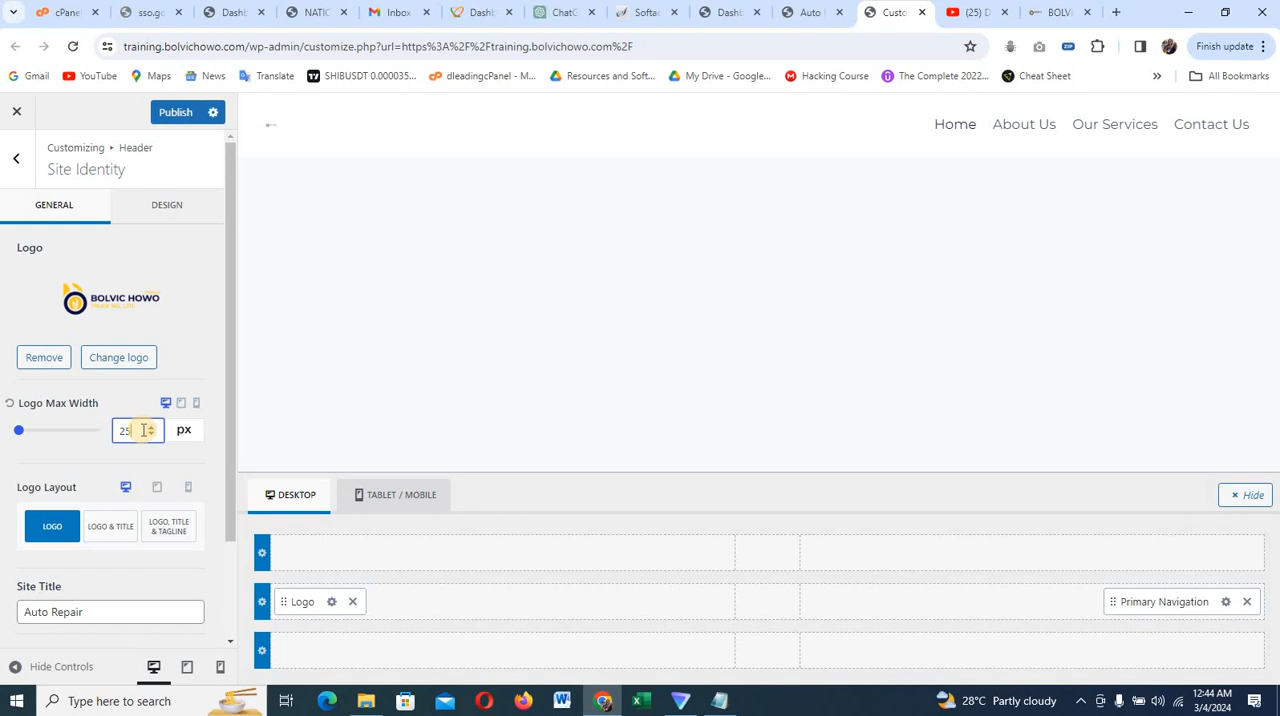 cPanel
sso.go
Dashb
NATIC
Inbox
Dash
ChatG
Softac
Dashb
Auto
Custo
(25) D
BOLVI
training.bolvichowo.com/wp-admin/customize.php?url=https%3A%2F%2Ftraining.bolvichowo.com%2F
Finish update
Gmail
YouTube
Maps
News
Translate
SHIBUSDT 0.000035...
dleadingcPanel - M...
Resources and Soft...
My Drive - Google...
Hacking Course
The Complete 2022...
Cheat Sheet
All Bookmarks
Publish
Customizing ▸ Header
Site Identity
GENERAL DESIGN
Home About Us Our Services Contact Us
Logo
BOLVIC HOWO
Remove Change logo
Logo Max Width
25 px
Logo Layout
LOGO
LOGO & TITLE
LOGO, TITLE
& TAGLINE
Site Title
Auto Repair
Hide Controls
DESKTOP TABLET / MOBILE × Hide
Logo
Primary Navigation
Type here to search
28°C Partly cloudy
12:44 AM
3/4/2024